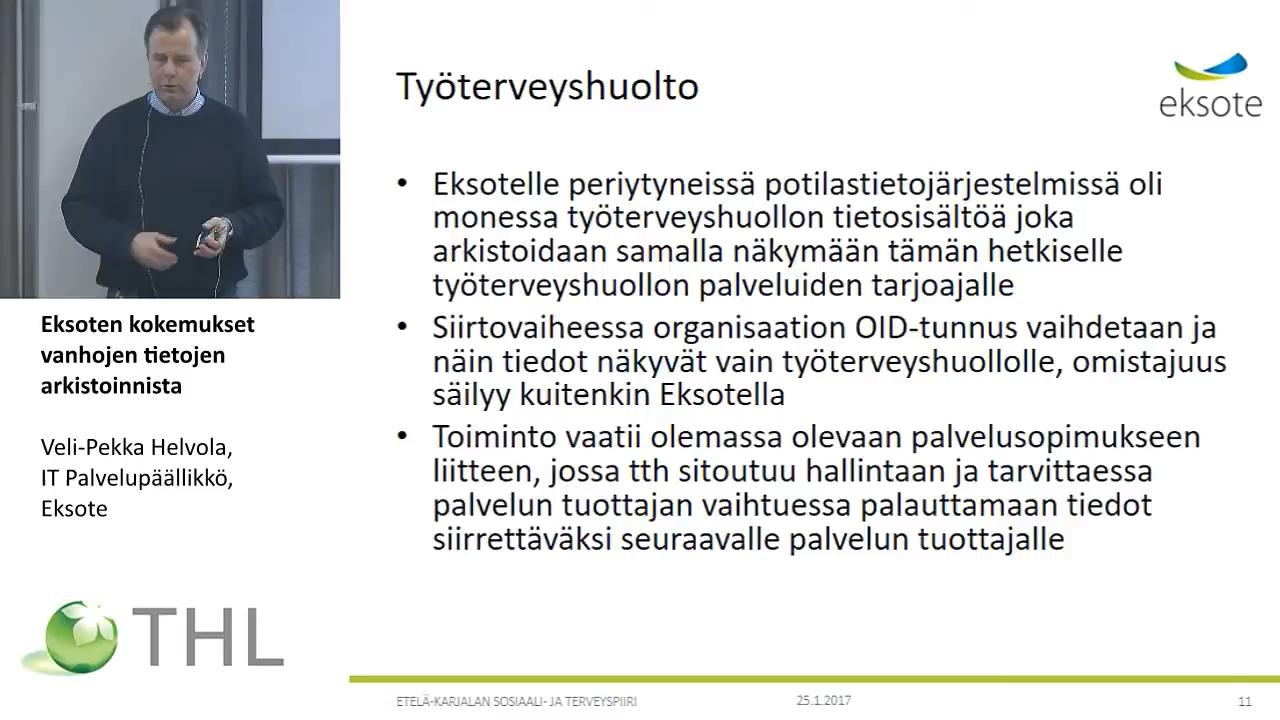 Työterveyshuolto
eksote
• Eksotelle periytyneissä potilastietojärjestelmissä oli
monessa työterveyshuollon tietosisältöä joka
arkistoidaan samalla näkymään tämän hetkiselle
työterveyshuollon palveluiden tarjoajalle
• Siirtovaiheessa organisaation OID-tunnus vaihdetaan ja
näin tiedot näkyvät vain työterveyshuollolle, omistajuus
säilyy kuitenkin Eksotella
• Toiminto vaatii olemassa olevaan palvelusopimukseen
liitteen, jossa tth sitoutuu hallintaan ja tarvittaessa
palvelun tuottajan vaihtuessa palauttamaan tiedot
siirrettäväksi seuraavalle palvelun tuottajalle
Eksoten kokemukset
vanhojen tietojen
arkistoinnista
Veli-Pekka Helvola,
IT Palvelupäällikkö,
Eksote
THL
ETELÄ-KARJALAN SOSIAALI- JA TERVEYSPIIRI
25.1.2017
11